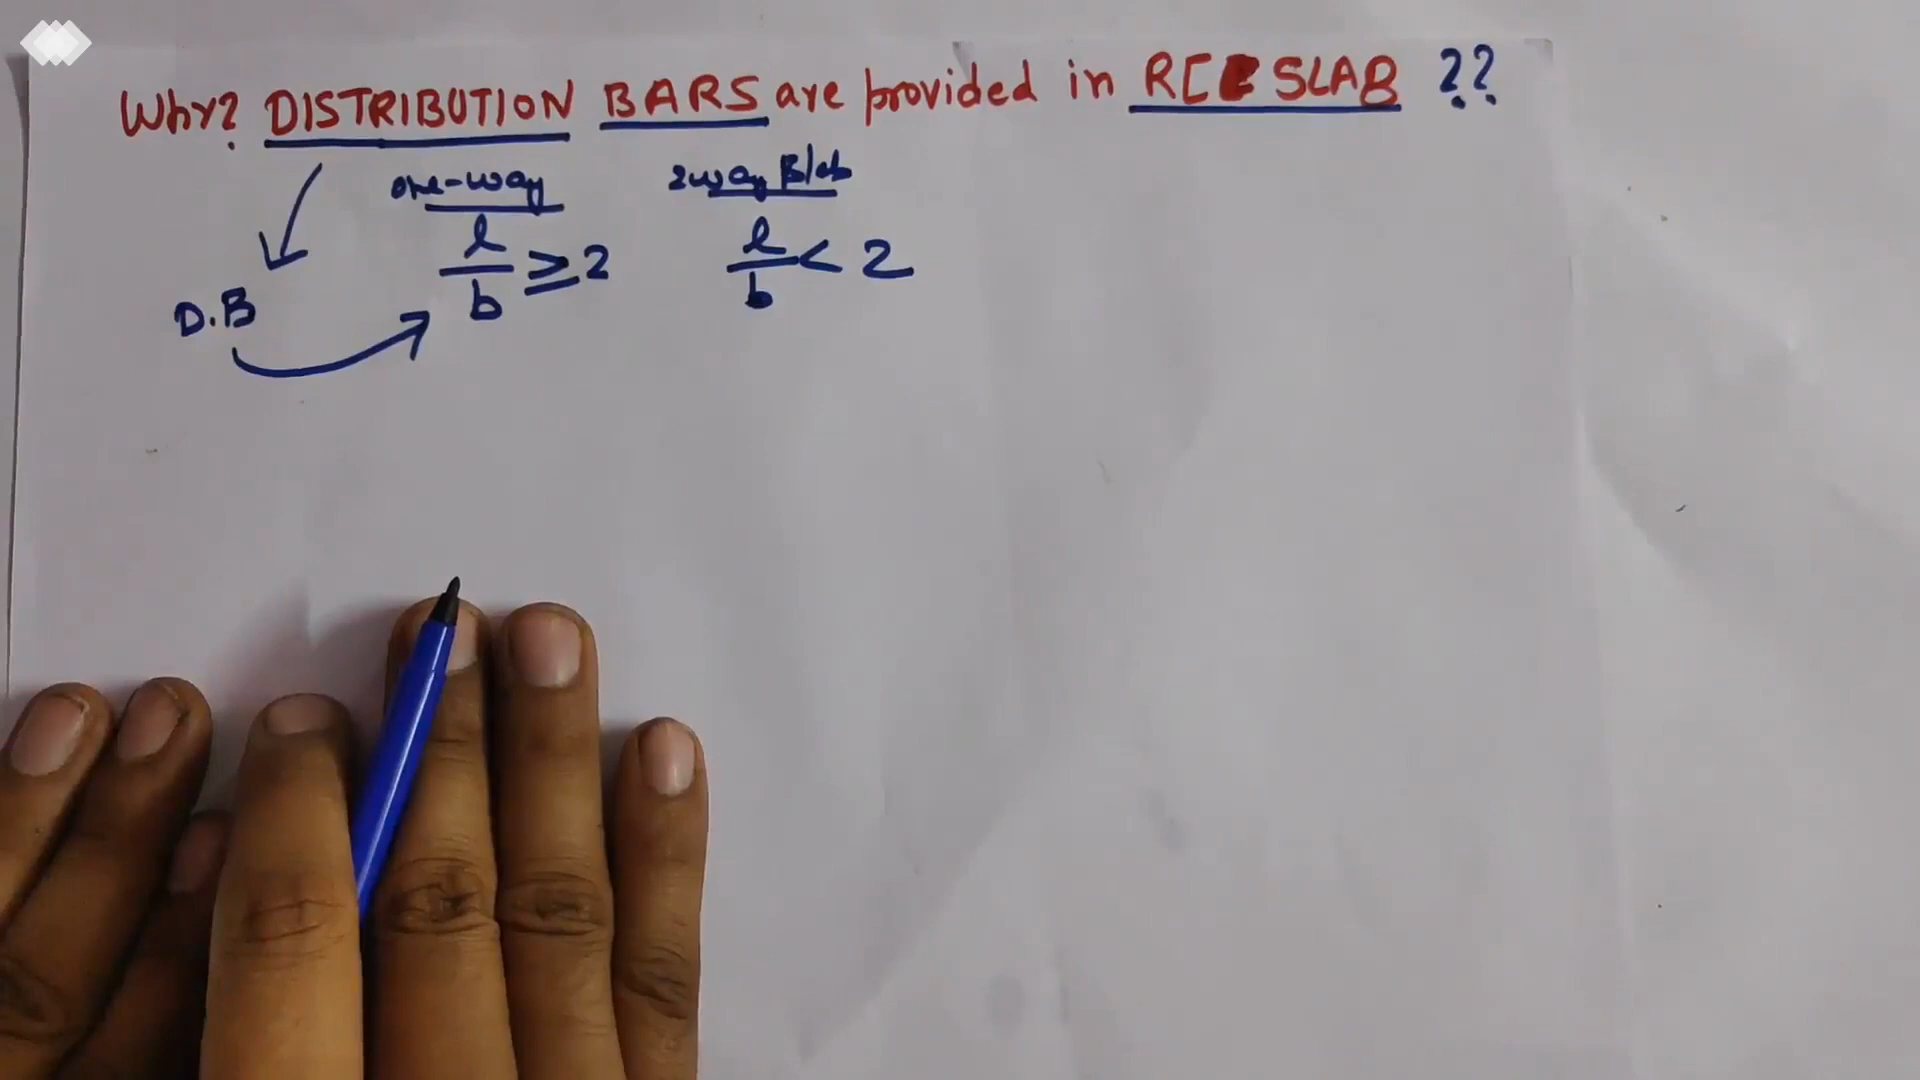 Why? DISTRIBUTION BARS are provided in RCC SLAB ??
one-way 2way Slab
l/b ≥ 2 l/b < 2
D.B